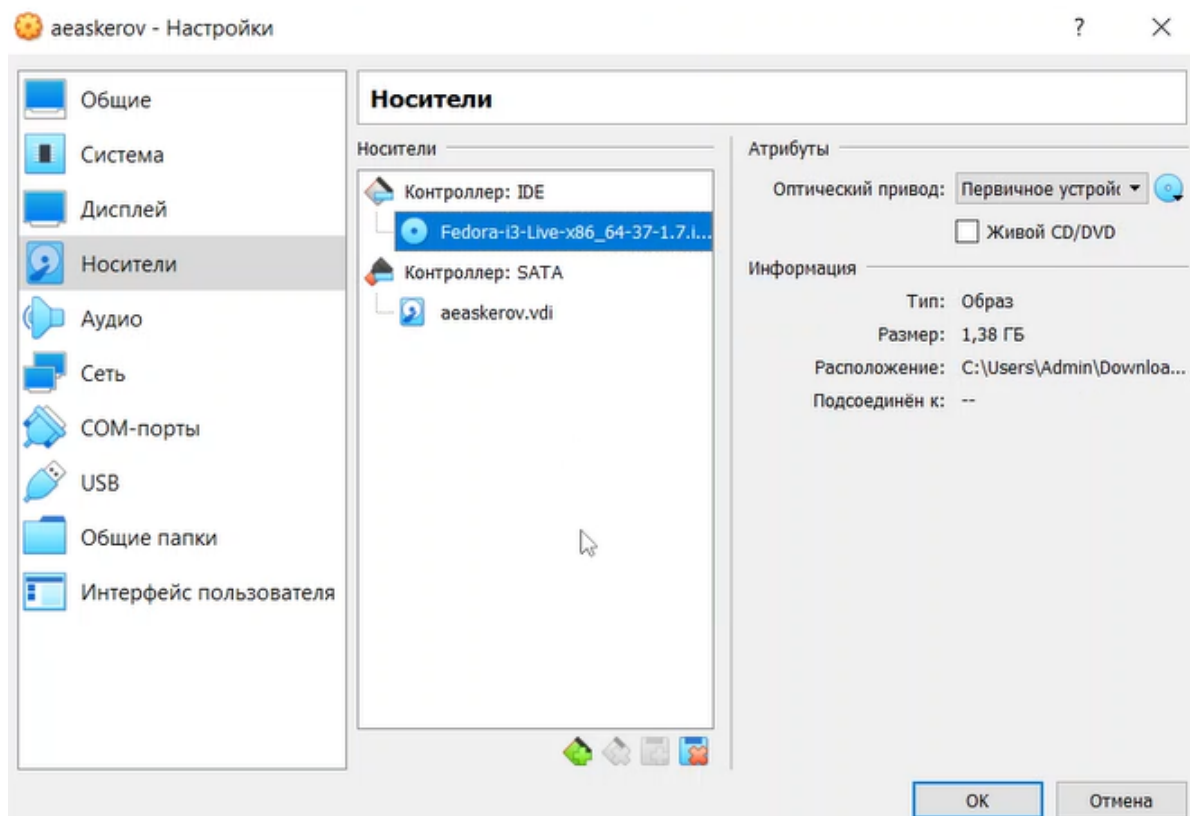 aeaskerov - Настройки
?
Общие
Система
Дисплей
Носители
Аудио
Сеть
COM-порты
USB
Общие папки
Интерфейс пользователя
Носители
Носители
Контроллер: IDE
Fedora-i3-Live-x86_64-37-1.7.i...
Контроллер: SATA
aeaskerov.vdi
Атрибуты
Оптический привод: Первичное устройс
Живой CD/DVD
Информация
Тип: Образ
Размер: 1,38 ГБ
Расположение: C:\Users\Admin\Downloa...
Подсоединён к: --
OK
Отмена